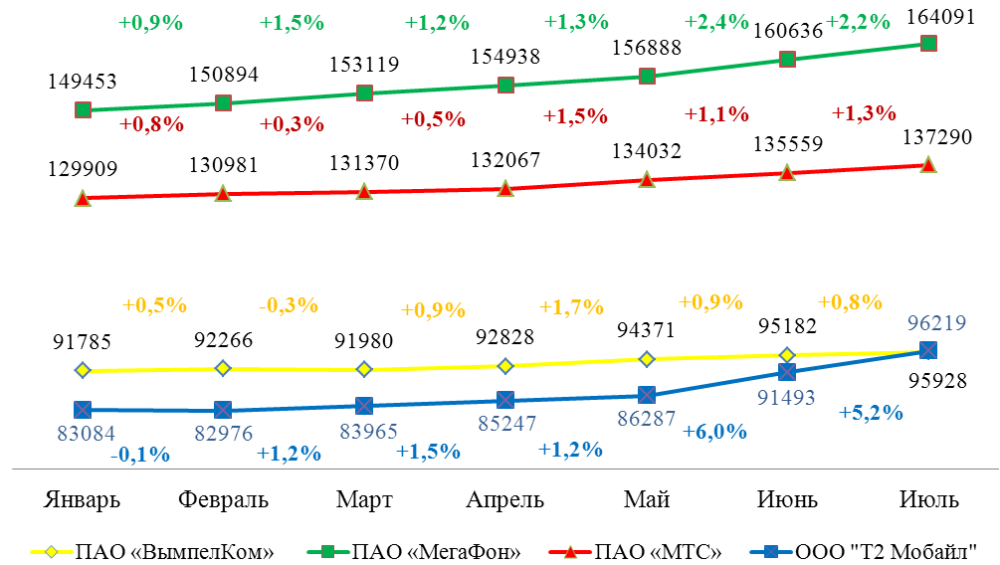 +0,9% +1,5% +1,2% +1,3% +2,4% +2,2%
149453 150894 153119 154938 156888 160636 164091
+0,8% +0,3% +0,5% +1,5% +1,1% +1,3%
129909 130981 131370 132067 134032 135559 137290
+0,5% -0,3% +0,9% +1,7% +0,9% +0,8%
91785 92266 91980 92828 94371 95182 96219
83084 82976 83965 85247 86287 91493 95928
-0,1% +1,2% +1,5% +1,2% +6,0% +5,2%
Январь Февраль Март Апрель Май Июнь Июль
ПАО «ВымпелКом» ПАО «МегаФон» ПАО «МТС» ООО "Т2 Мобайл"